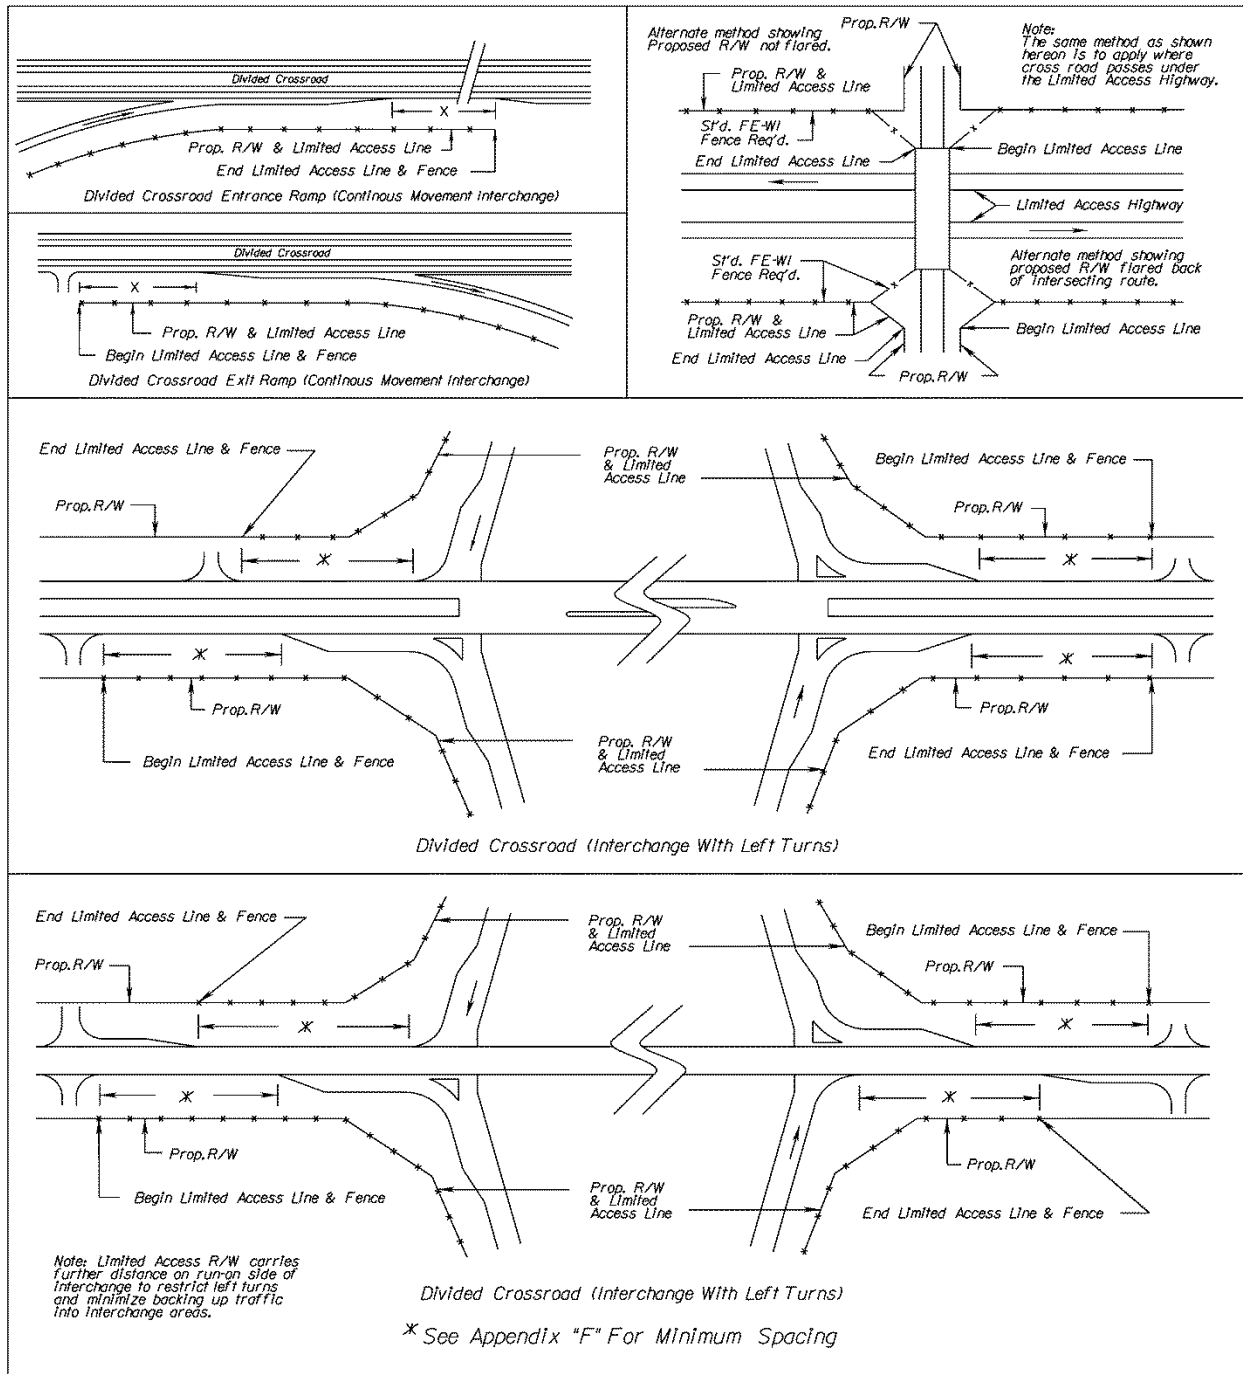 Divided Crossroad
X
Prop. R/W & Limited Access Line
End Limited Access Line & Fence
Divided Crossroad Entrance Ramp (Continous Movement Interchange)
Divided Crossroad
X
Prop. R/W & Limited Access Line
Begin Limited Access Line & Fence
Divided Crossroad Exit Ramp (Continous Movement Interchange)
Alternate method showing
Proposed R/W not flared.
Prop.R/W
Note:
The same method as shown
hereon is to apply where
cross road passes under
the Limited Access Highway.
Prop. R/W &
Limited Access Line
St'd. FE-WI
Fence Req'd.
End Limited Access Line
Begin Limited Access Line
Limited Access Highway
St'd. FE-WI
Fence Req'd.
Alternate method showing
proposed R/W flared back
of intersecting route.
Prop. R/W &
Limited Access Line
End Limited Access Line
Begin Limited Access Line
Prop.R/W
End Limited Access Line & Fence
Prop. R/W
& Limited
Access Line
Begin Limited Access Line & Fence
Prop.R/W
Prop.R/W
*
*
*
*
Prop.R/W
Prop.R/W
Begin Limited Access Line & Fence
Prop. R/W
& Limited
Access Line
End Limited Access Line & Fence
Divided Crossroad (Interchange With Left Turns)
End Limited Access Line & Fence
Prop. R/W
& Limited
Access Line
Begin Limited Access Line & Fence
Prop.R/W
Prop.R/W
*
*
*
*
Prop.R/W
Prop.R/W
Begin Limited Access Line & Fence
Prop. R/W
& Limited
Access Line
End Limited Access Line & Fence
Note: Limited Access R/W carries
further distance on run-on side of
interchange to restrict left turns
and minimize backing up traffic
into interchange areas.
Divided Crossroad (Interchange With Left Turns)
* See Appendix "F" For Minimum Spacing